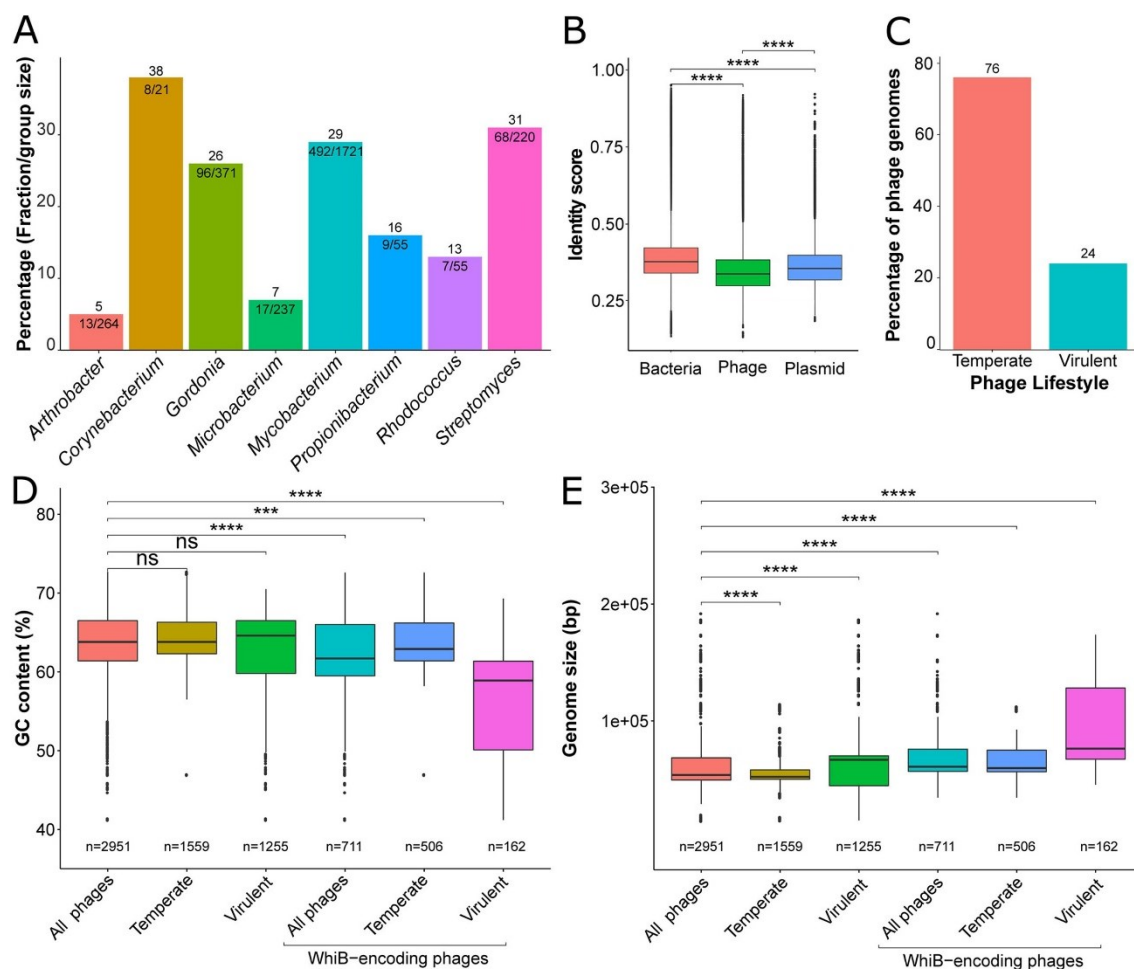 A
Percentage (Fraction/group size)
30
20
10
0
5
13/264
38
8/21
26
96/371
7
17/237
29
492/1721
16
9/55
13
7/55
31
68/220
Arthrobacter
Corynebacterium
Gordonia
Microbacterium
Mycobacterium
Propionibacterium
Rhodococcus
Streptomyces
B
Identity score
1.00
0.75
0.50
0.25
****
****
****
Bacteria
Phage
Plasmid
C
Percentage of phage genomes
80
60
40
20
0
76
24
Temperate
Virulent
Phage Lifestyle
D
GC content (%)
80
70
60
50
40
****
***
****
ns
ns
n=2951
n=1559
n=1255
n=711
n=506
n=162
All phages
Temperate
Virulent
All phages
Temperate
Virulent
WhiB−encoding phages
E
Genome size (bp)
3e+05
2e+05
1e+05
****
****
****
****
****
n=2951
n=1559
n=1255
n=711
n=506
n=162
All phages
Temperate
Virulent
All phages
Temperate
Virulent
WhiB−encoding phages